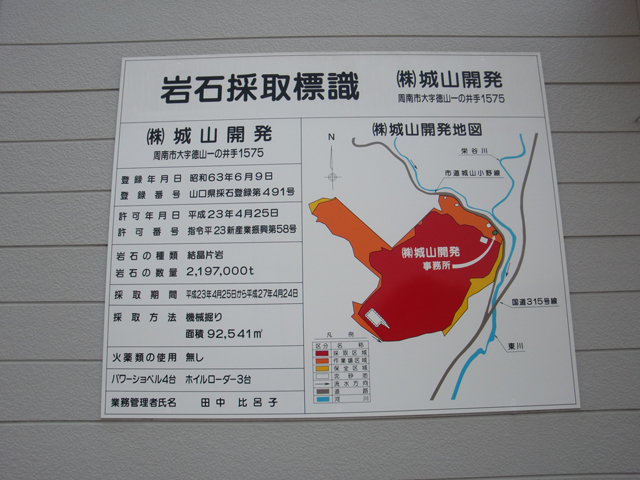 岩石採取標識
㈱城山開発
周南市大字徳山一の井手1575
㈱城山開発
周南市大字徳山一の井手1575
登録年月日 昭和63年6月9日
登録番号 山口県採石登録第491号
許可年月日 平成23年4月25日
許可番号 指令平23新産業振興第58号
岩石の種類 結晶片岩
岩石の数量 2,197,000t
採取期間 平成23年4月25日から平成27年4月24日
採取方法 機械掘り
面積 92,541㎡
火薬類の使用 無し
パワーショベル4台 ホイルローダー3台
業務管理者氏名 田中 比呂子
㈱城山開発地図
N
栄谷川
市道城山小野線
㈱城山開発
事務所
国道315号線
東川
凡例
区分 名称
採取区域
作業場区域
保全区域
沈砂池
流水方向
道路
河川